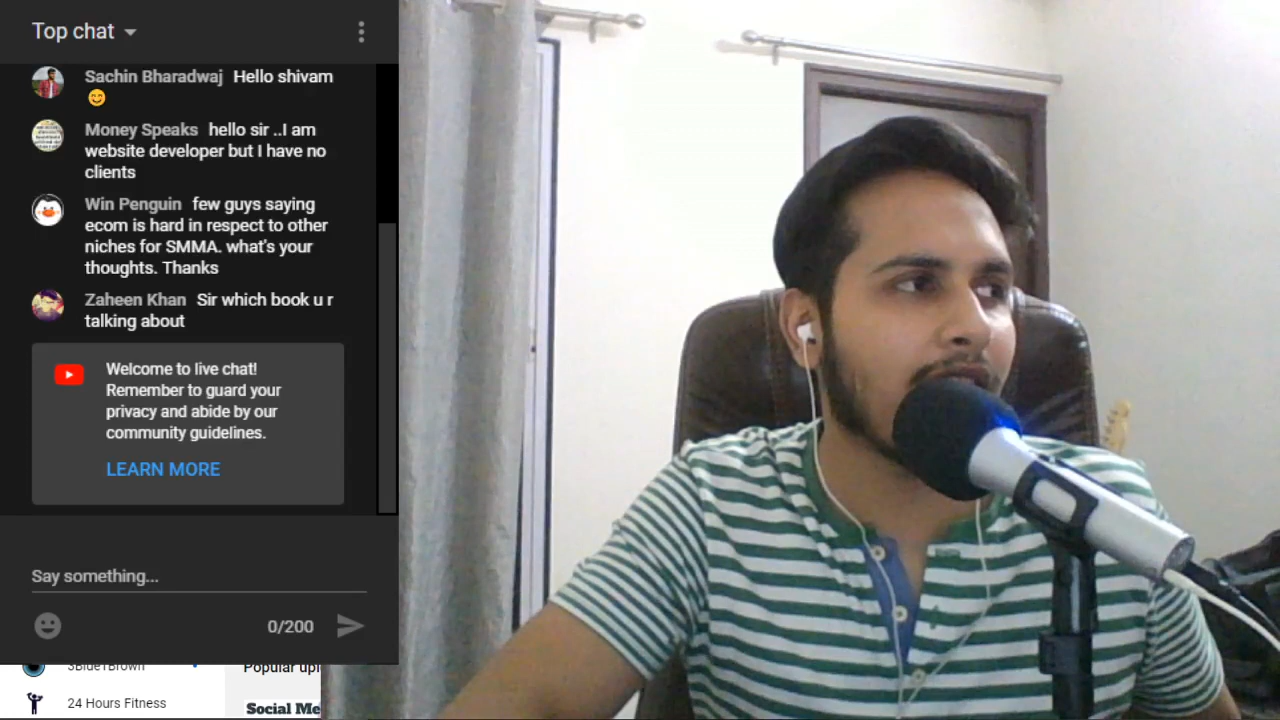 Top chat
Sachin Bharadwaj Hello shivam
Money Speaks hello sir ..I am
website developer but I have no
clients
Win Penguin few guys saying
ecom is hard in respect to other
niches for SMMA. what's your
thoughts. Thanks
Zaheen Khan Sir which book u r
talking about
Welcome to live chat!
Remember to guard your
privacy and abide by our
community guidelines.
LEARN MORE
Say something...
0/200
3Blue1Brown
Popular upl
24 Hours Fitness
Social Me